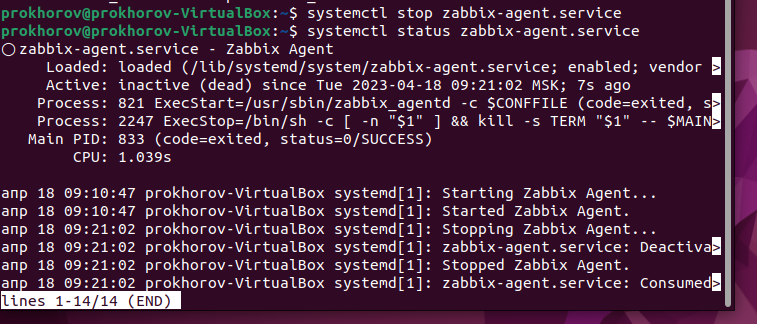 prokhorov@prokhorov-VirtualBox:~$ systemctl stop zabbix-agent.service
prokhorov@prokhorov-VirtualBox:~$ systemctl status zabbix-agent.service
○ zabbix-agent.service - Zabbix Agent
Loaded: loaded (/lib/systemd/system/zabbix-agent.service; enabled; vendor >
Active: inactive (dead) since Tue 2023-04-18 09:21:02 MSK; 7s ago
Process: 821 ExecStart=/usr/sbin/zabbix_agentd -c $CONFFILE (code=exited, s>
Process: 2247 ExecStop=/bin/sh -c [ -n "$1" ] && kill -s TERM "$1" -- $MAIN>
Main PID: 833 (code=exited, status=0/SUCCESS)
CPU: 1.039s
апр 18 09:10:47 prokhorov-VirtualBox systemd[1]: Starting Zabbix Agent...
апр 18 09:10:47 prokhorov-VirtualBox systemd[1]: Started Zabbix Agent.
апр 18 09:21:02 prokhorov-VirtualBox systemd[1]: Stopping Zabbix Agent...
апр 18 09:21:02 prokhorov-VirtualBox systemd[1]: zabbix-agent.service: Deactiva>
апр 18 09:21:02 prokhorov-VirtualBox systemd[1]: Stopped Zabbix Agent.
апр 18 09:21:02 prokhorov-VirtualBox systemd[1]: zabbix-agent.service: Consumed>
lines 1-14/14 (END)